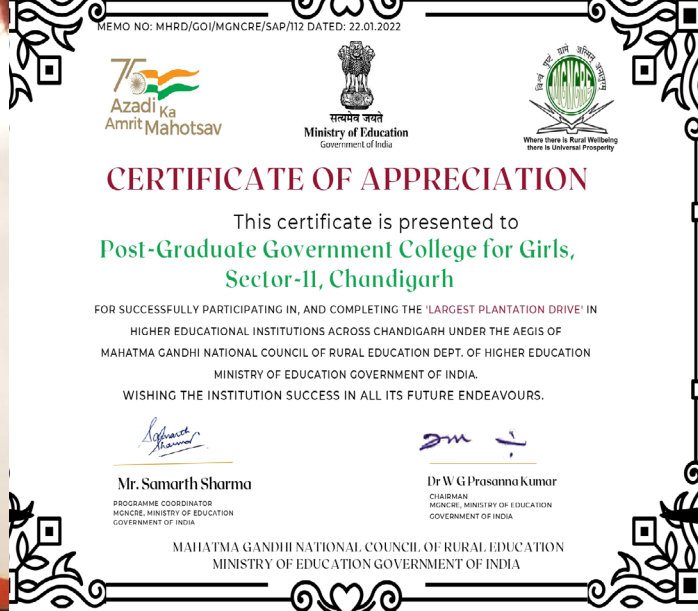 MEMO NO: MHRD/GOI/MGNCRE/SAP/112 DATED: 22.01.2022
75
Azadi Ka
Amrit Mahotsav
सत्यमेव जयते
Ministry of Education
Government of India
MGNCRE
Where there is Rural Wellbeing
there is Universal Prosperity
CERTIFICATE OF APPRECIATION
This certificate is presented to
Post-Graduate Government College for Girls,
Sector-11, Chandigarh
FOR SUCCESSFULLY PARTICIPATING IN, AND COMPLETING THE 'LARGEST PLANTATION DRIVE' IN
HIGHER EDUCATIONAL INSTITUTIONS ACROSS CHANDIGARH UNDER THE AEGIS OF
MAHATMA GANDHI NATIONAL COUNCIL OF RURAL EDUCATION DEPT. OF HIGHER EDUCATION
MINISTRY OF EDUCATION GOVERNMENT OF INDIA.
WISHING THE INSTITUTION SUCCESS IN ALL ITS FUTURE ENDEAVOURS.
Samarth
Sharma
Mr. Samarth Sharma
PROGRAMME COORDINATOR
MGNCRE, MINISTRY OF EDUCATION
GOVERNMENT OF INDIA
Dr W G Prasanna Kumar
CHAIRMAN
MGNCRE, MINISTRY OF EDUCATION
GOVERNMENT OF INDIA
MAHATMA GANDHI NATIONAL COUNCIL OF RURAL EDUCATION
MINISTRY OF EDUCATION GOVERNMENT OF INDIA